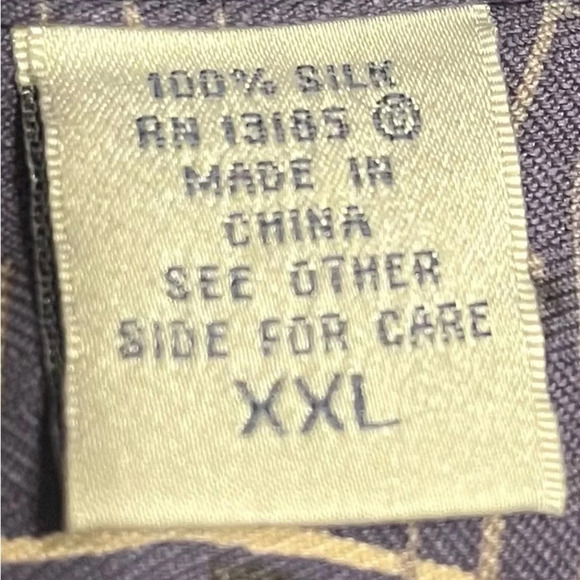 100% SILK
RN 13185 ©
MADE IN
CHINA
SEE OTHER
SIDE FOR CARE
XXL